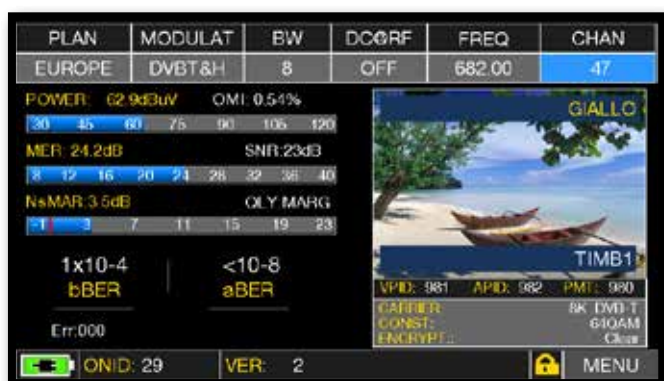 PLAN MODULAT BW DC@RF FREQ CHAN
EUROPE DVBT&H 8 OFF 682.00 47
POWER: 62.9dBuV OMI: 0.54%
30 45 60 75 90 105 120
MER: 24.2dB SNR:23dB
8 12 16 20 24 28 32 36 40
NsMAR:3.5dB QLY MARG
-1 3 7 11 15 19 23
1x10-4 <10-8
bBER aBER
Err:000
GIALLO
TIMB1
VPID: 981 APID: 982 PMT: 980
CARRIER 8K DVB-T
CONST: 64QAM
ENCRYPT.: Clear
ONID: 29 VER: 2 MENU